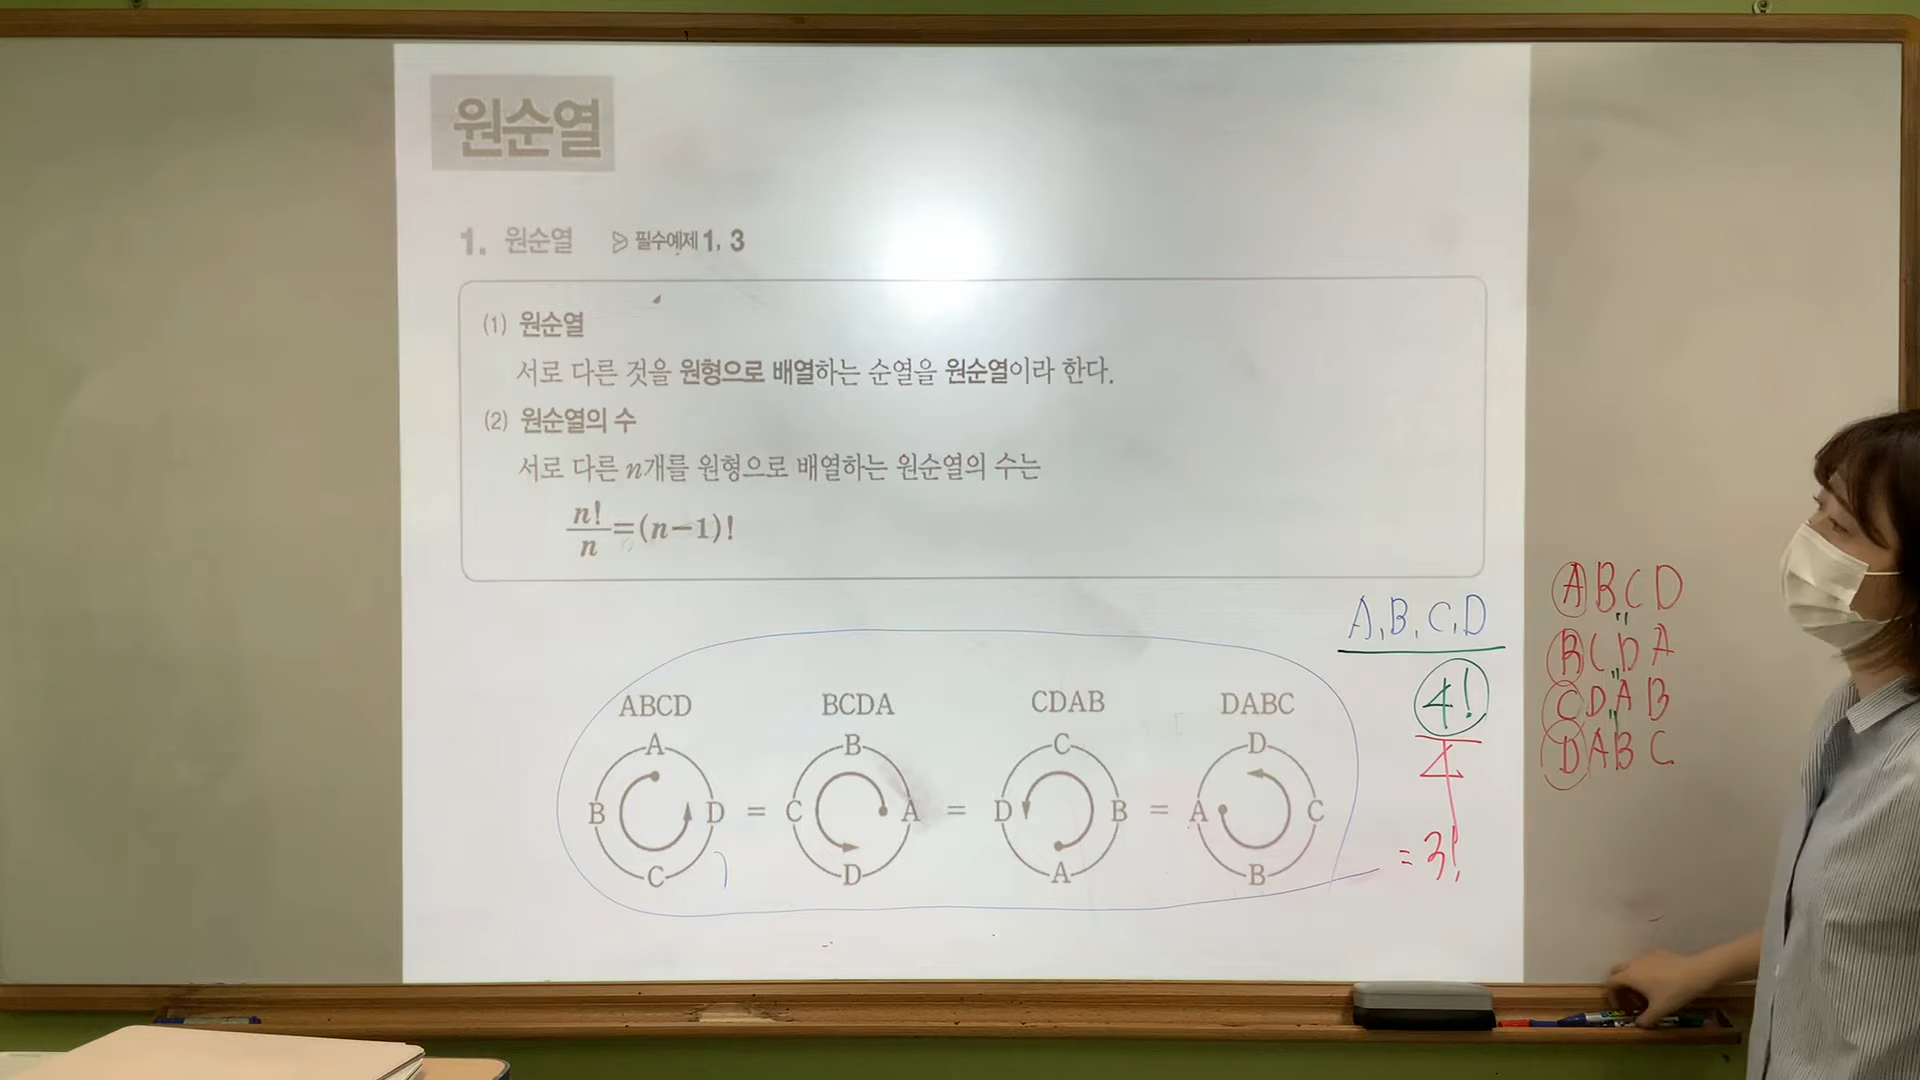 원순열
1. 원순열 ▷ 필수예제 1, 3
(1) 원순열
서로 다른 것을 원형으로 배열하는 순열을 원순열이라 한다.
(2) 원순열의 수
서로 다른 n개를 원형으로 배열하는 원순열의 수는
n!/n=(n-1)!
A, B, C, D
4!
4
= 3!
ABCD
BCDA
CDAB
DABC
ABCD BCDA CDAB DABC
A B C D
=
B C D A
=
C D A B
=
D A B C